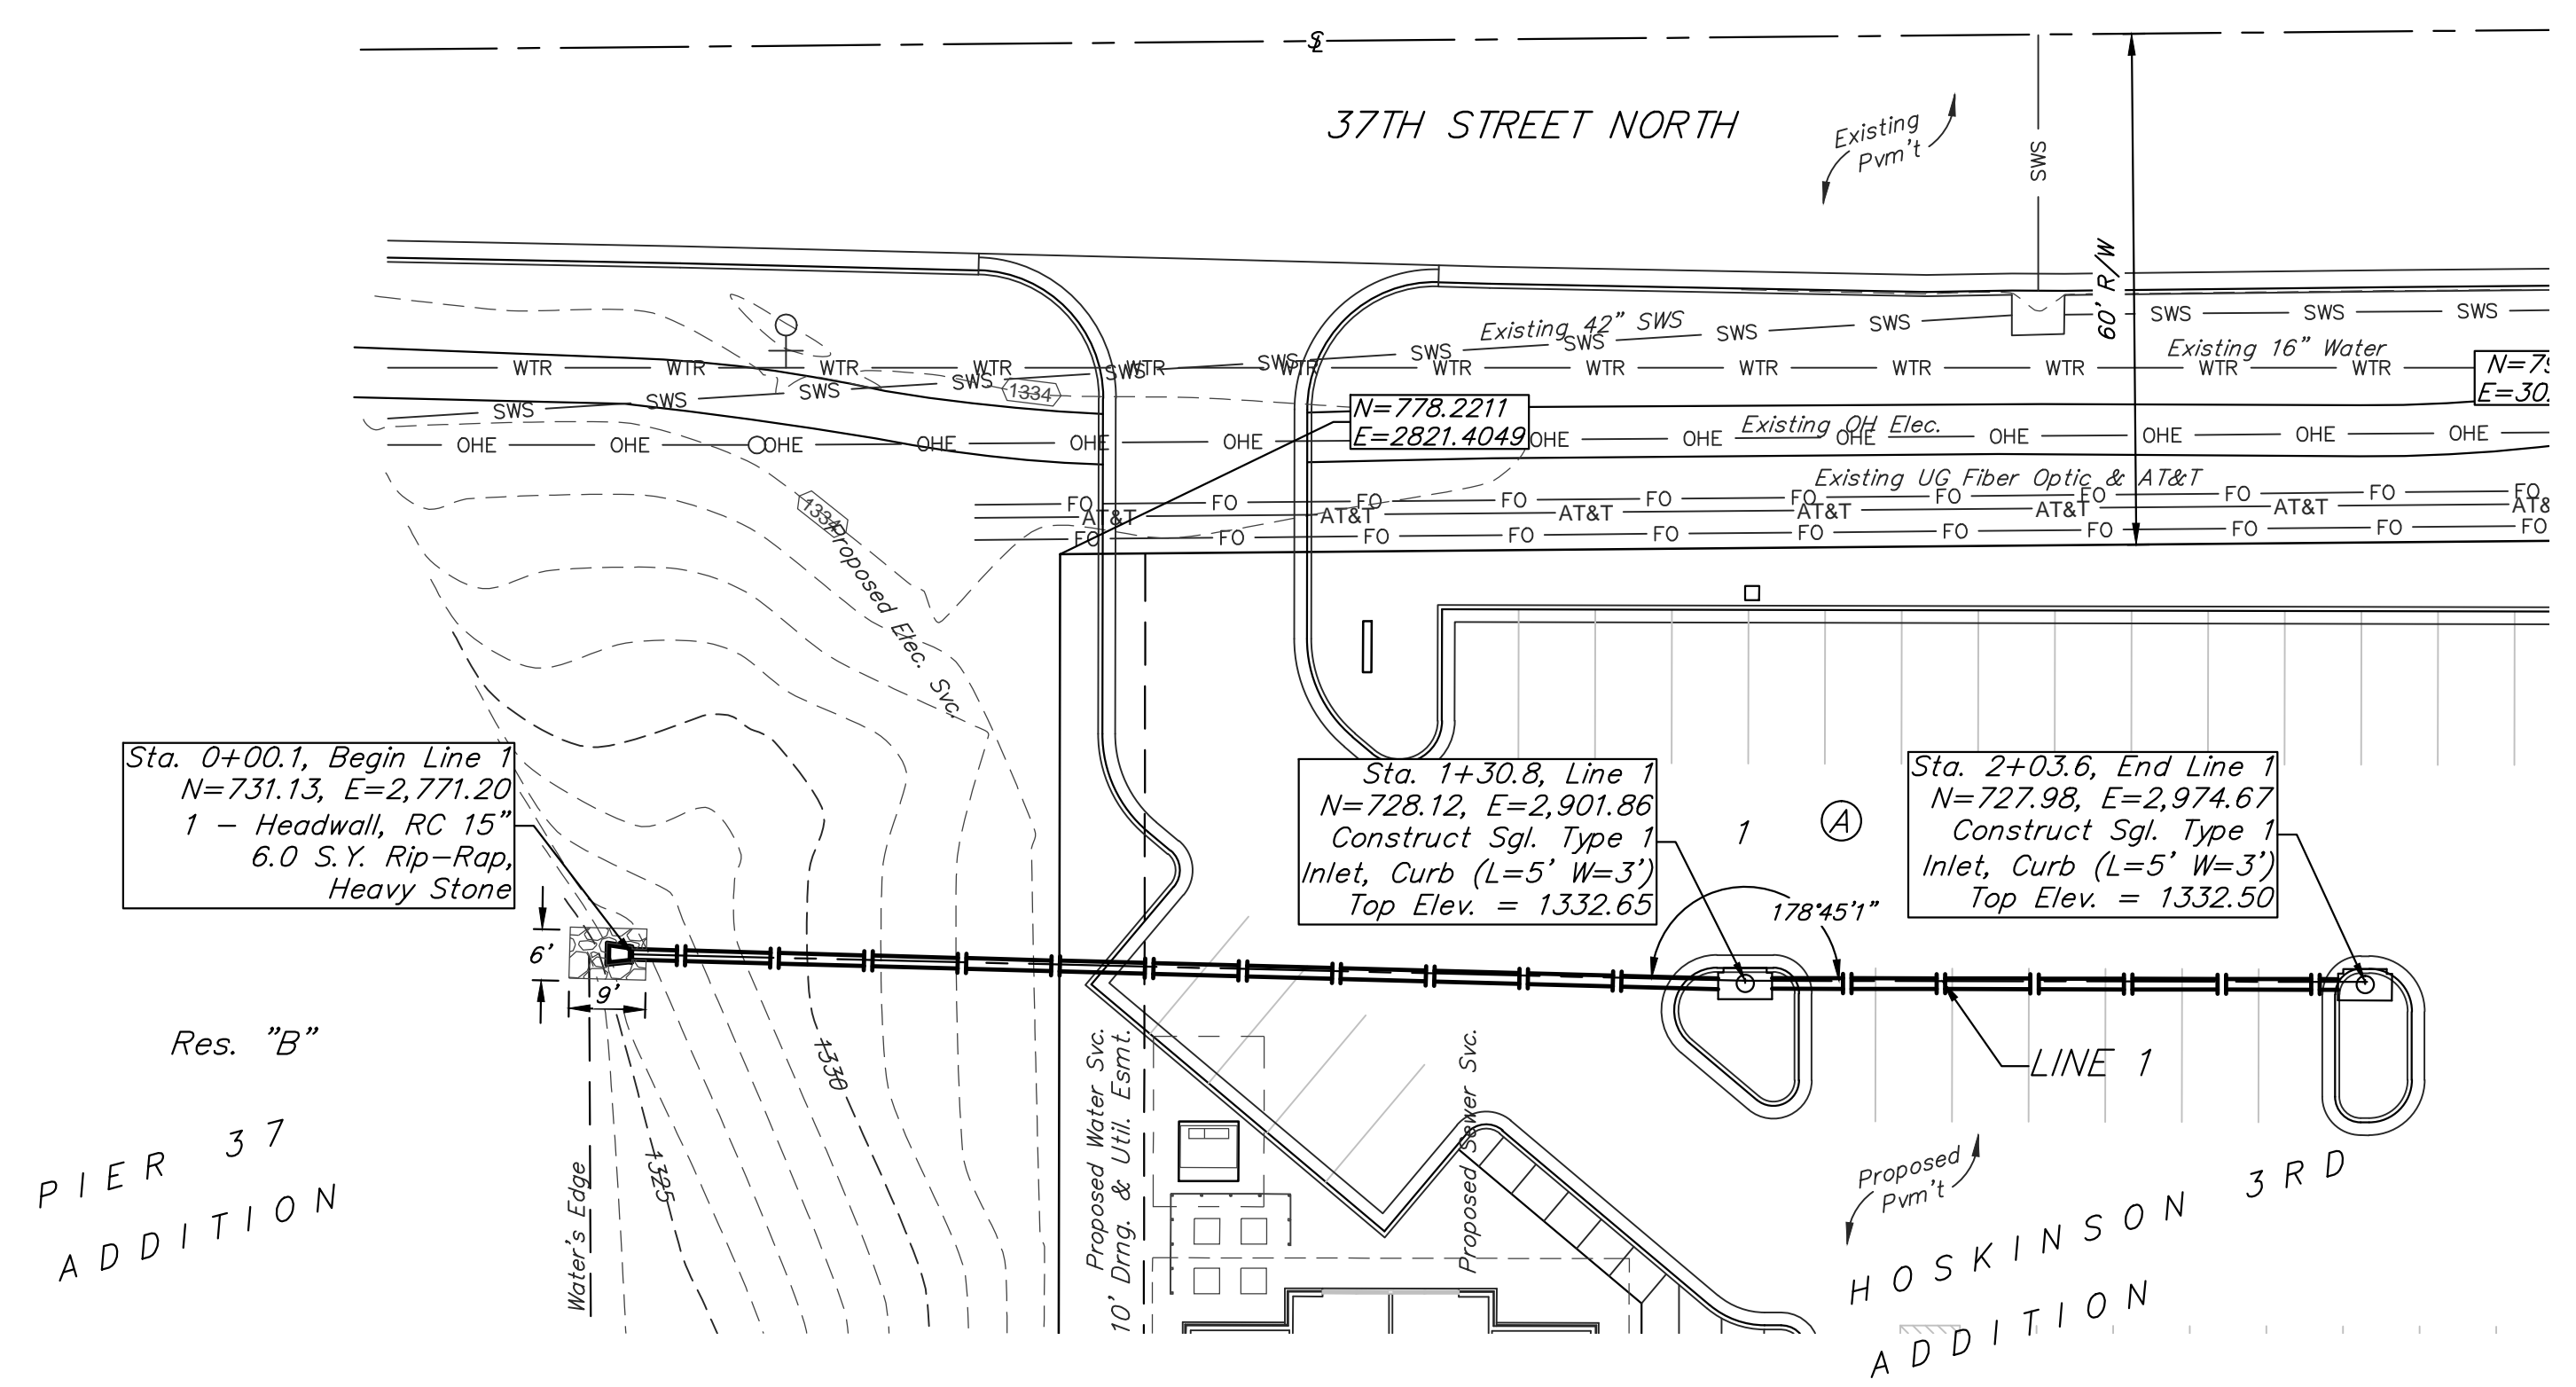 ℄
37TH STREET NORTH
Existing
Pvm't
SWS
60' R/W
Existing 42" SWS
SWS SWS SWS SWS SWS SWS SWS SWS SWS SWS SWS SWS SWS
Existing 16" Water
WTR WTR WTR WTR WTR WTR WTR WTR WTR WTR WTR WTR WTR
1334
N=778.2211
E=2821.4049
Existing OH Elec.
OHE OHE OHE OHE OHE OHE OHE OHE OHE OHE OHE OHE OHE
Existing UG Fiber Optic & AT&T
FO FO FO FO FO FO FO FO FO FO FO
AT&T AT&T AT&T AT&T AT&T AT&T
FO FO FO FO FO FO FO FO FO FO FO
1334
Proposed Elec. Svc.
Sta. 0+00.1, Begin Line 1
N=731.13, E=2,771.20
1 – Headwall, RC 15"
6.0 S.Y. Rip–Rap,
Heavy Stone
Sta. 1+30.8, Line 1
N=728.12, E=2,901.86
Construct Sgl. Type 1
Inlet, Curb (L=5' W=3')
Top Elev. = 1332.65
1
A
Sta. 2+03.6, End Line 1
N=727.98, E=2,974.67
Construct Sgl. Type 1
Inlet, Curb (L=5' W=3')
Top Elev. = 1332.50
178°45'1"
6'
9'
Res. "B"
LINE 1
1330
1325
Water's Edge
Proposed Water Svc.
10' Drng. & Util. Esmt.
Proposed Sewer Svc.
PIER 37
ADDITION
Proposed
Pvm't
HOSKINSON 3RD
ADDITION